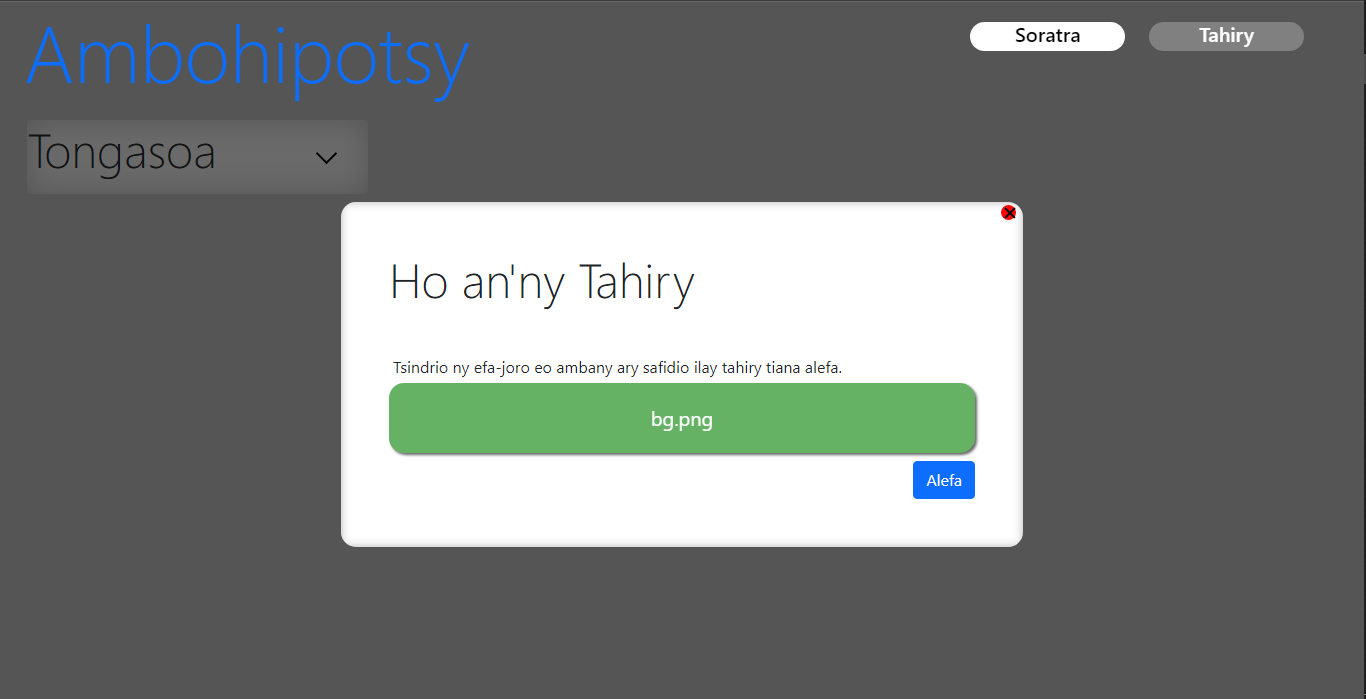 Ambohipotsy
Soratra
Tahiry
Tongasoa
Ho an'ny Tahiry
Tsindrio ny efa-joro eo ambany ary safidio ilay tahiry tiana alefa.
bg.png
Alefa